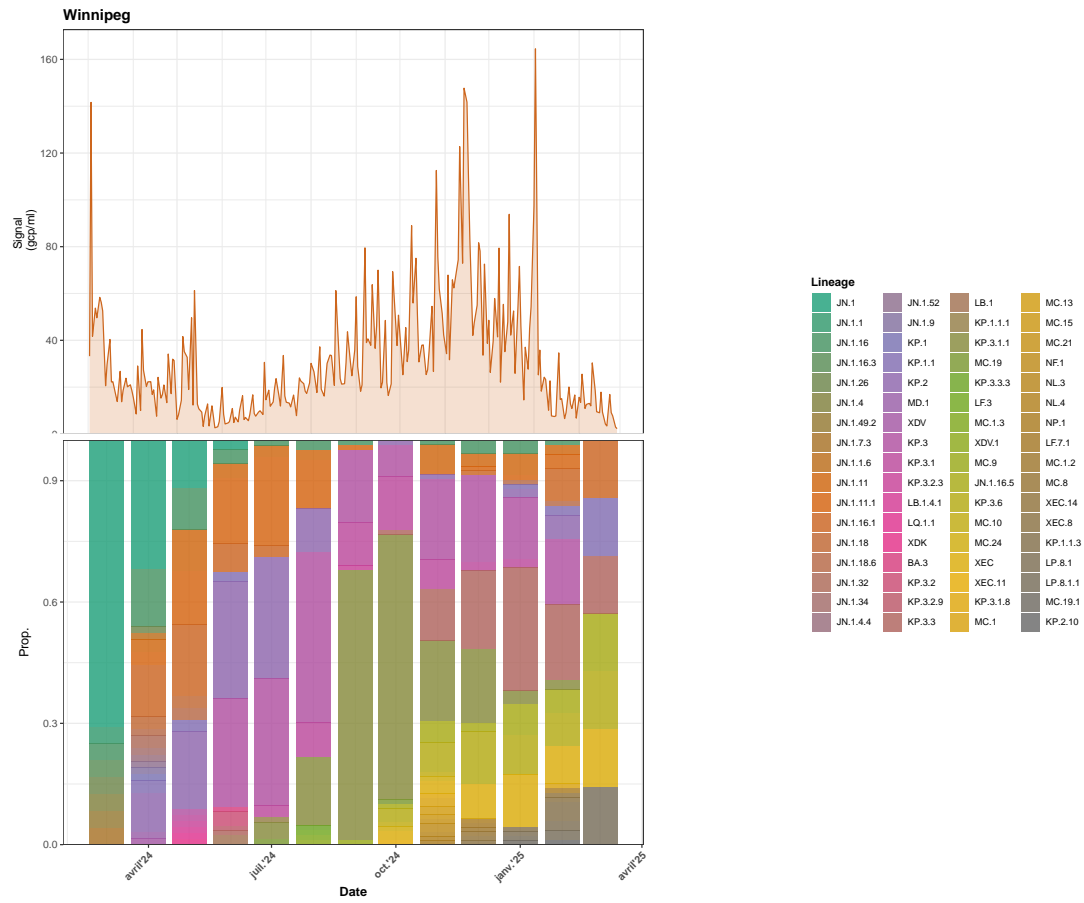 Winnipeg
160
120
80
40
0
Signal
(gcp/ml)
0.9
0.6
0.3
0.0
Prop.
avril'24
juil.'24
oct.'24
janv.'25
avril'25
Date
Lineage
JN.1
JN.1.1
JN.1.16
JN.1.16.3
JN.1.26
JN.1.4
JN.1.49.2
JN.1.7.3
JN.1.1.6
JN.1.11
JN.1.11.1
JN.1.16.1
JN.1.18
JN.1.18.6
JN.1.32
JN.1.34
JN.1.4.4
JN.1.52
JN.1.9
KP.1
KP.1.1
KP.2
MD.1
XDV
KP.3
KP.3.1
KP.3.2.3
LB.1.4.1
LQ.1.1
XDK
BA.3
KP.3.2
KP.3.2.9
KP.3.3
LB.1
KP.1.1.1
KP.3.1.1
MC.19
KP.3.3.3
LF.3
MC.1.3
XDV.1
MC.9
JN.1.16.5
KP.3.6
MC.10
MC.24
XEC
XEC.11
KP.3.1.8
MC.1
MC.13
MC.15
MC.21
NF.1
NL.3
NL.4
NP.1
LF.7.1
MC.1.2
MC.8
XEC.14
XEC.8
KP.1.1.3
LP.8.1
LP.8.1.1
MC.19.1
KP.2.10